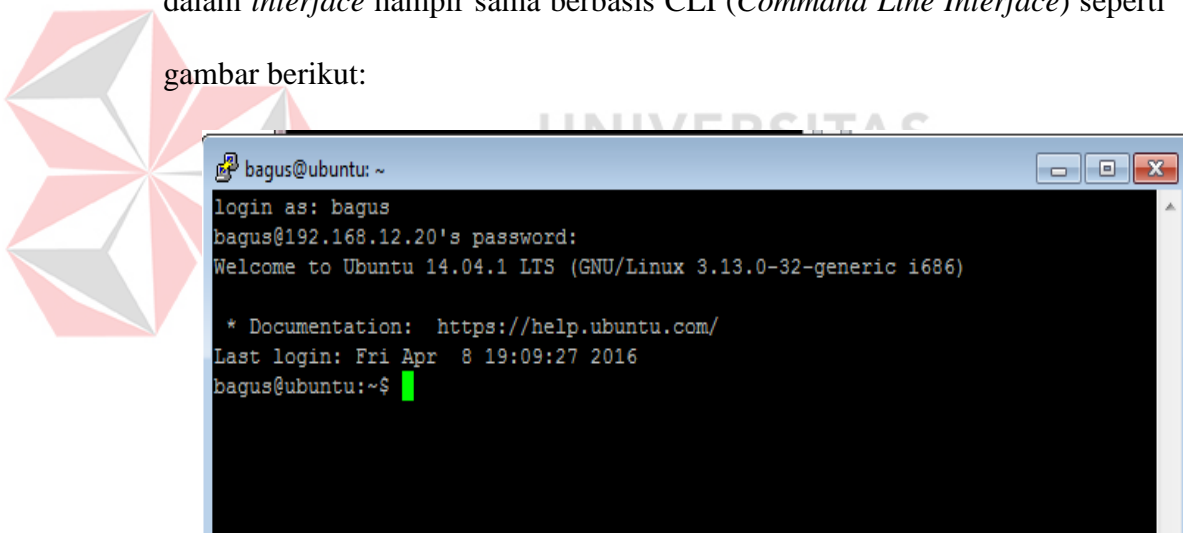 dalam interface hampir sama berbasis CLI (Command Line Interface) seperti
gambar berikut:
UNIVERSITAS
bagus@ubuntu: ~
login as: bagus
bagus@192.168.12.20's password:
Welcome to Ubuntu 14.04.1 LTS (GNU/Linux 3.13.0-32-generic i686)
* Documentation:  https://help.ubuntu.com/
Last login: Fri Apr  8 19:09:27 2016
bagus@ubuntu:~$